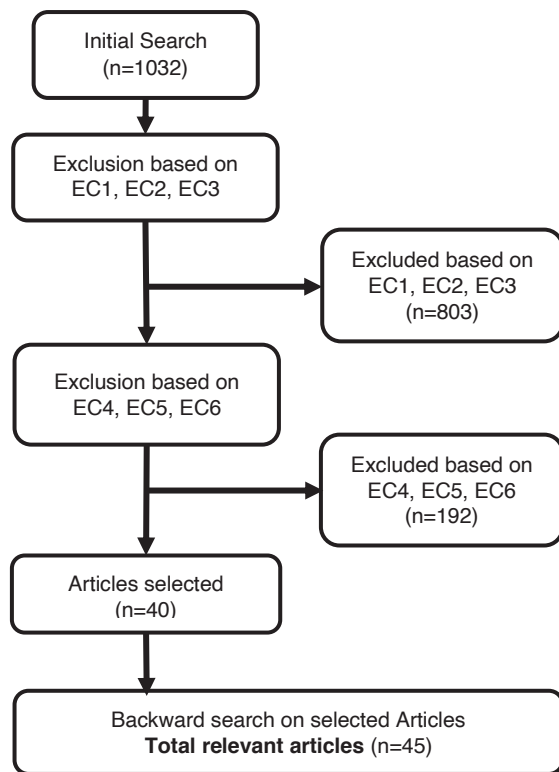 Initial Search
(n=1032)
Exclusion based on
EC1, EC2, EC3
Excluded based on
EC1, EC2, EC3
(n=803)
Exclusion based on
EC4, EC5, EC6
Excluded based on
EC4, EC5, EC6
(n=192)
Articles selected
(n=40)
Backward search on selected Articles
Total relevant articles (n=45)